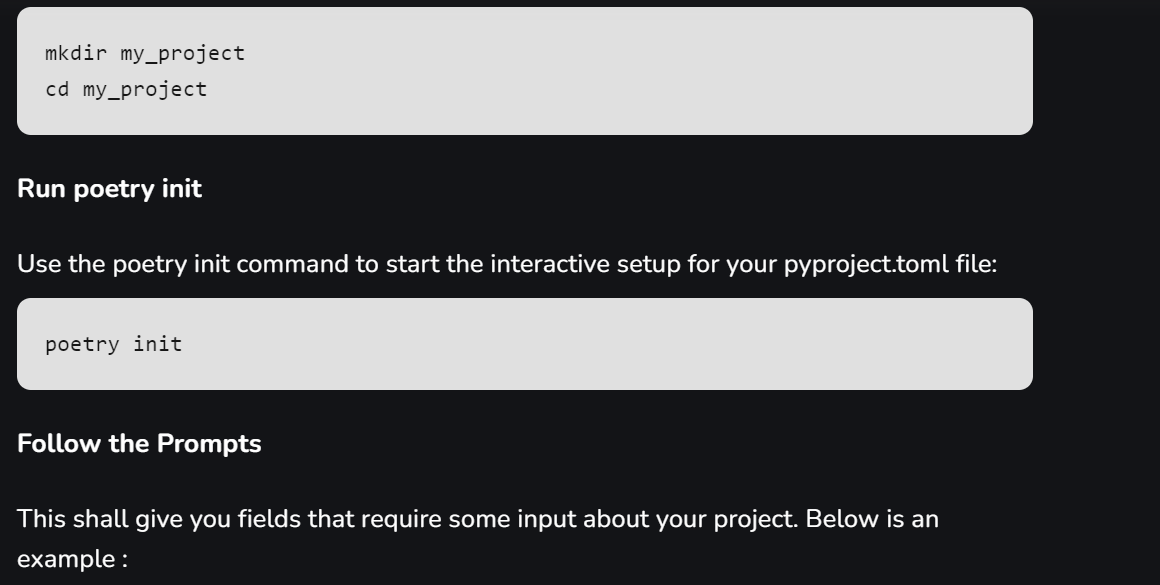 mkdir my_project
cd my_project
Run poetry init
Use the poetry init command to start the interactive setup for your pyproject.toml file:
poetry init
Follow the Prompts
This shall give you fields that require some input about your project. Below is an
example :